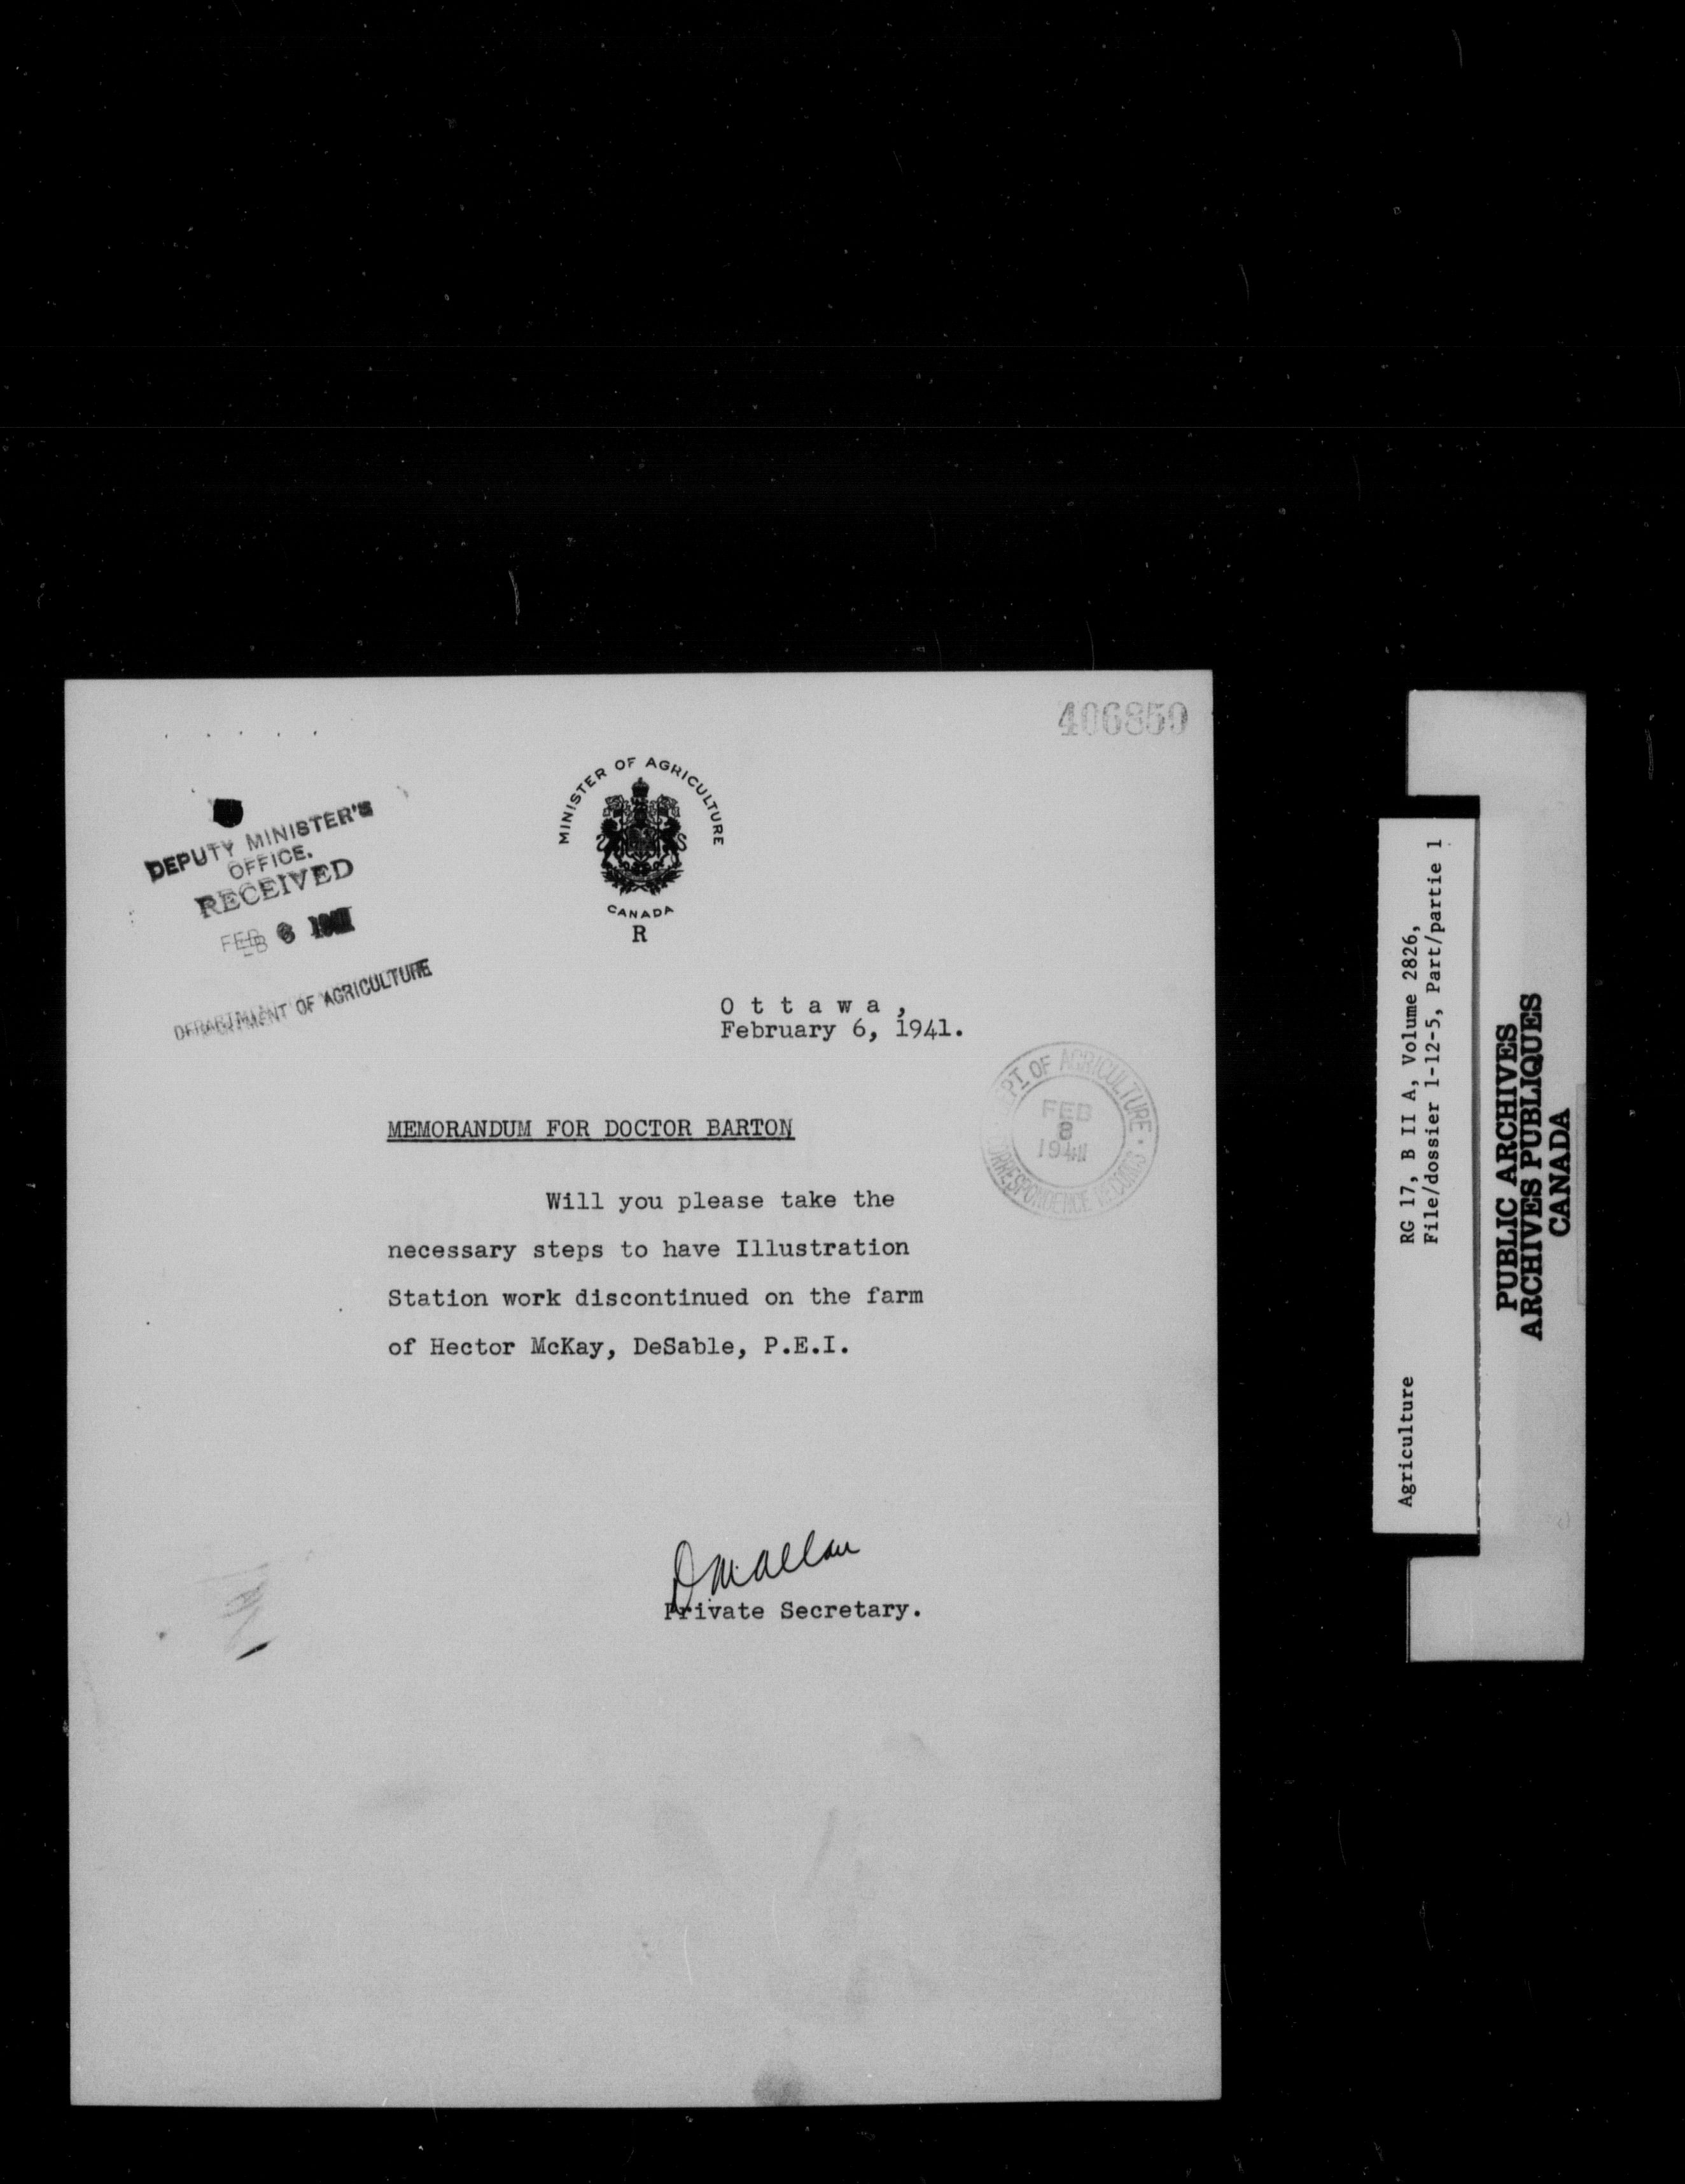 406850
DEPUTY MINISTER'S
OFFICE.
RECEIVED
FEB 6 1941
DEPARTMENT OF AGRICULTURE
MINISTER OF AGRICULTURE
CANADA
R
Ottawa,
February 6, 1941.
DEPT OF AGRICULTURE
FEB
8
1941
CORRESPONDENCE RECORDS
MEMORANDUM FOR DOCTOR BARTON
Will you please take the
necessary steps to have Illustration
Station work discontinued on the farm
of Hector McKay, DeSable, P.E.I.
Private Secretary.
Agriculture RG 17, B II A, Volume 2826,
File/dossier 1-12-5, Part/partie 1
PUBLIC ARCHIVES
ARCHIVES PUBLIQUES
CANADA